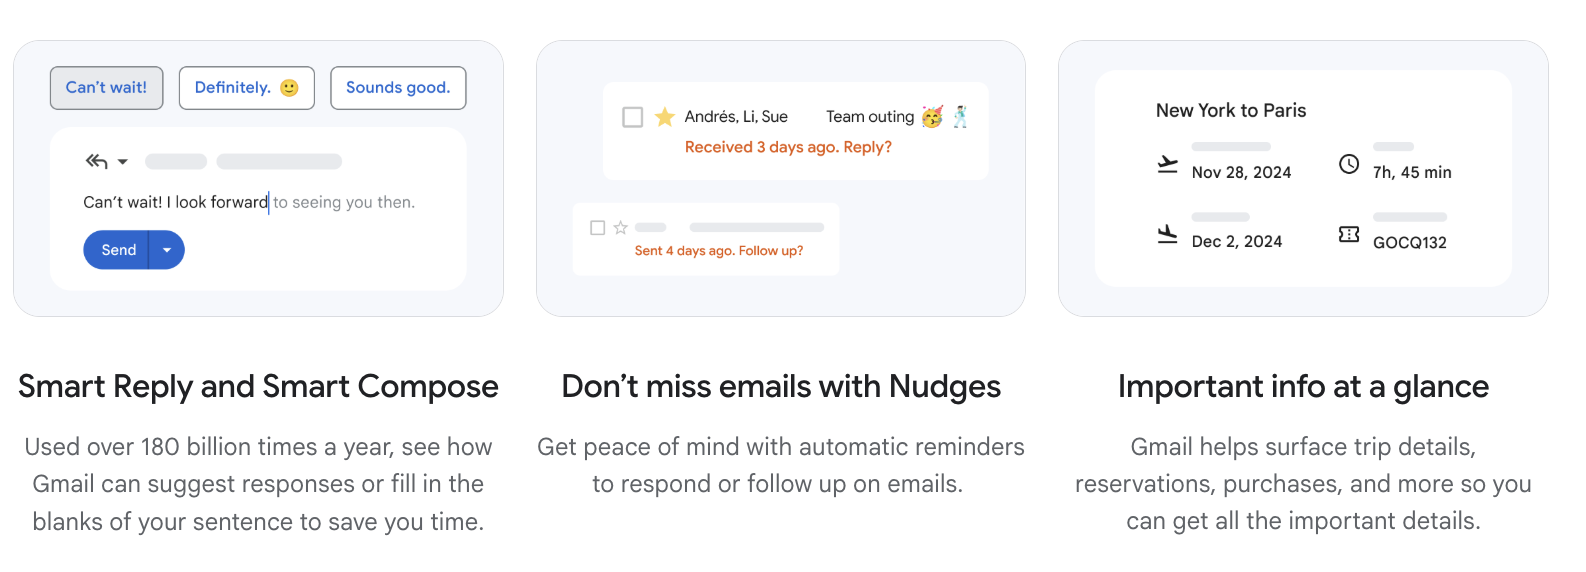 Can't wait!
Definitely. 🙂
Sounds good.
Can't wait! I look forward to seeing you then.
Send
Smart Reply and Smart Compose
Used over 180 billion times a year, see how
Gmail can suggest responses or fill in the
blanks of your sentence to save you time.
Andrés, Li, Sue
Team outing 🥳 🕺
Received 3 days ago. Reply?
Sent 4 days ago. Follow up?
Don't miss emails with Nudges
Get peace of mind with automatic reminders
to respond or follow up on emails.
New York to Paris
Nov 28, 2024
7h, 45 min
Dec 2, 2024
GOCQ132
Important info at a glance
Gmail helps surface trip details,
reservations, purchases, and more so you
can get all the important details.